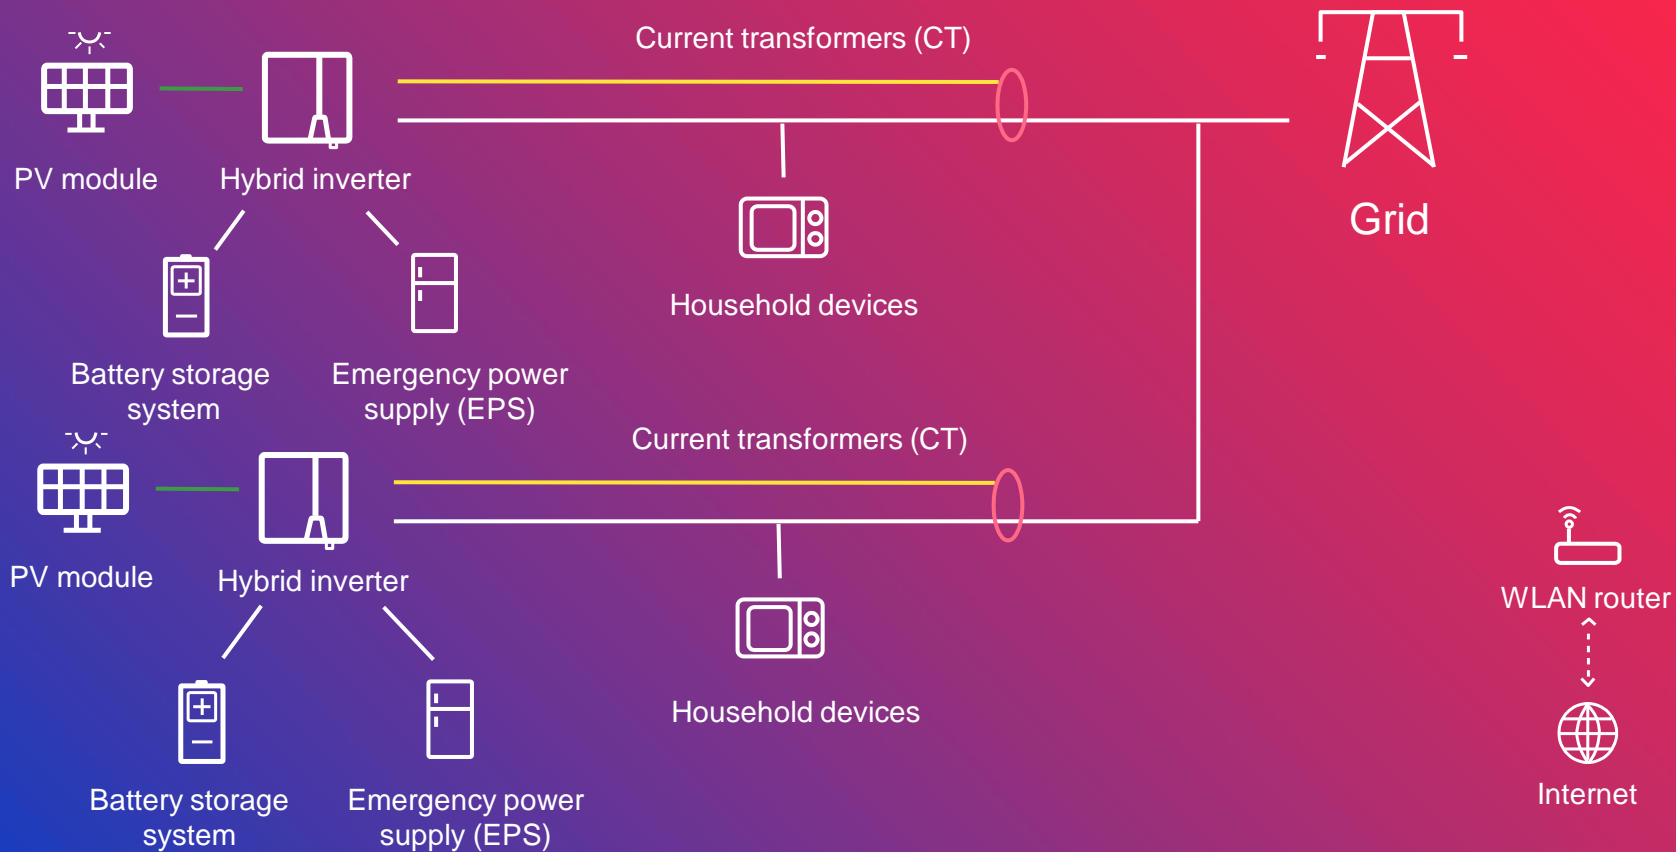 Current transformers (CT)
PV module
Hybrid inverter
Grid
Household devices
Battery storage
system
Emergency power
supply (EPS)
Current transformers (CT)
PV module
Hybrid inverter
WLAN router
Household devices
Battery storage
system
Emergency power
supply (EPS)
Internet